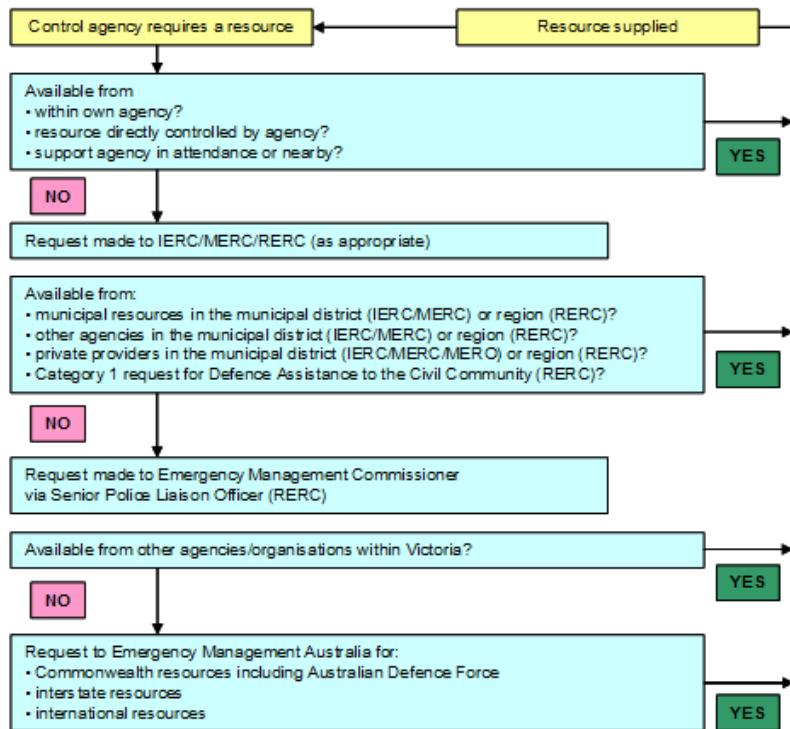 Control agency requires a resource
Resource supplied
Available from
• within own agency?
• resource directly controlled by agency?
• support agency in attendance or nearby?
YES
NO
Request made to IERC/MERC/RERC (as appropriate)
Available from:
• municipal resources in the municipal district (IERC/MERC) or region (RERC)?
• other agencies in the municipal district (IERC/MERC) or region (RERC)?
• private providers in the municipal district (IERC/MERC/MERO) or region (RERC)?
• Category 1 request for Defence Assistance to the Civil Community (RERC)?
YES
NO
Request made to Emergency Management Commissioner
via Senior Police Liaison Officer (RERC)
Available from other agencies/organisations within Victoria?
YES
NO
Request to Emergency Management Australia for:
• Commonwealth resources including Australian Defence Force
• interstate resources
• international resources
YES